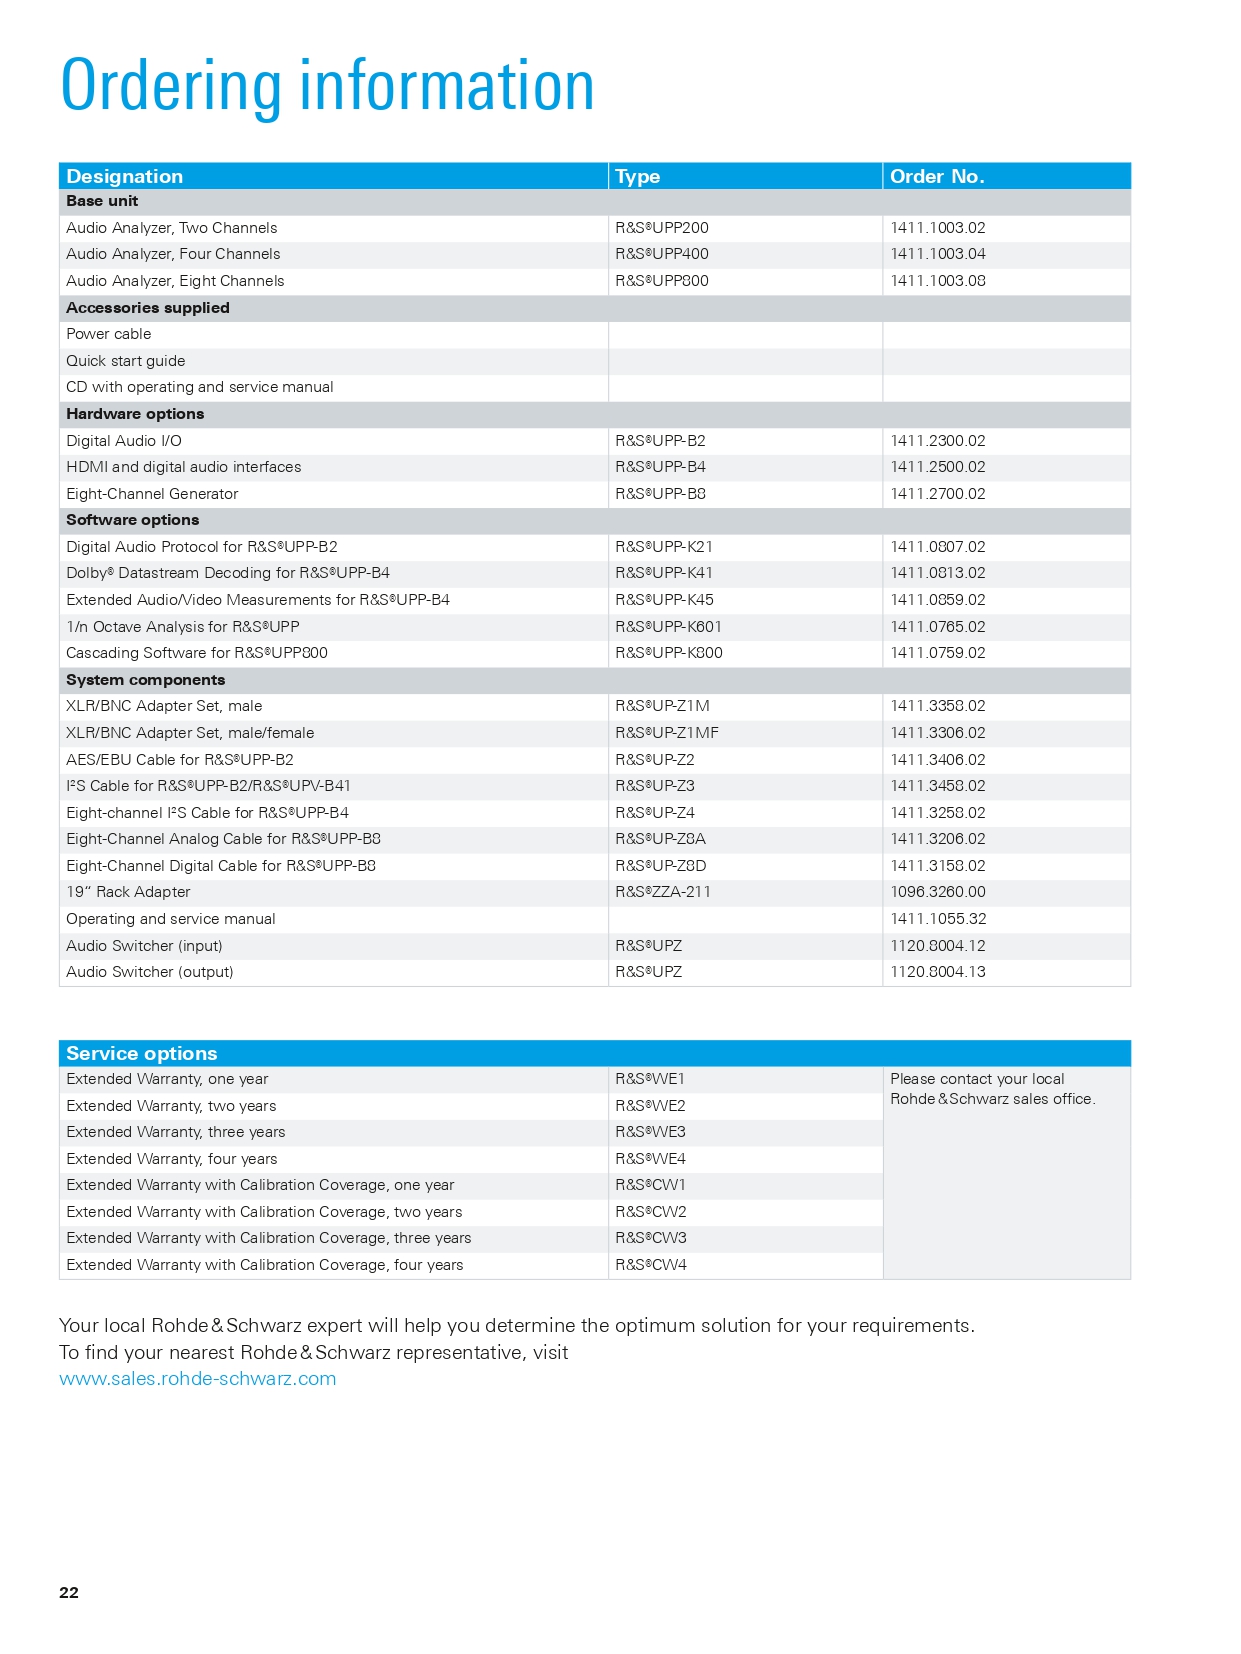 Ordering information
Designation Type Order No.
Base unit
Audio Analyzer, Two Channels R&S®UPP200 1411.1003.02
Audio Analyzer, Four Channels R&S®UPP400 1411.1003.04
Audio Analyzer, Eight Channels R&S®UPP800 1411.1003.08
Accessories supplied
Power cable
Quick start guide
CD with operating and service manual
Hardware options
Digital Audio I/O R&S®UPP-B2 1411.2300.02
HDMI and digital audio interfaces R&S®UPP-B4 1411.2500.02
Eight-Channel Generator R&S®UPP-B8 1411.2700.02
Software options
Digital Audio Protocol for R&S®UPP-B2 R&S®UPP-K21 1411.0807.02
Dolby® Datastream Decoding for R&S®UPP-B4 R&S®UPP-K41 1411.0813.02
Extended Audio/Video Measurements for R&S®UPP-B4 R&S®UPP-K45 1411.0859.02
1/n Octave Analysis for R&S®UPP R&S®UPP-K601 1411.0765.02
Cascading Software for R&S®UPP800 R&S®UPP-K800 1411.0759.02
System components
XLR/BNC Adapter Set, male R&S®UP-Z1M 1411.3358.02
XLR/BNC Adapter Set, male/female R&S®UP-Z1MF 1411.3306.02
AES/EBU Cable for R&S®UPP-B2 R&S®UP-Z2 1411.3406.02
I²S Cable for R&S®UPP-B2/R&S®UPV-B41 R&S®UP-Z3 1411.3458.02
Eight-channel I²S Cable for R&S®UPP-B4 R&S®UP-Z4 1411.3258.02
Eight-Channel Analog Cable for R&S®UPP-B8 R&S®UP-Z8A 1411.3206.02
Eight-Channel Digital Cable for R&S®UPP-B8 R&S®UP-Z8D 1411.3158.02
19“ Rack Adapter R&S®ZZA-211 1096.3260.00
Operating and service manual 1411.1055.32
Audio Switcher (input) R&S®UPZ 1120.8004.12
Audio Switcher (output) R&S®UPZ 1120.8004.13
Service options
Extended Warranty, one year R&S®WE1 Please contact your local
Rohde & Schwarz sales office.
Extended Warranty, two years R&S®WE2
Extended Warranty, three years R&S®WE3
Extended Warranty, four years R&S®WE4
Extended Warranty with Calibration Coverage, one year R&S®CW1
Extended Warranty with Calibration Coverage, two years R&S®CW2
Extended Warranty with Calibration Coverage, three years R&S®CW3
Extended Warranty with Calibration Coverage, four years R&S®CW4
Your local Rohde & Schwarz expert will help you determine the optimum solution for your requirements.
To find your nearest Rohde & Schwarz representative, visit
www.sales.rohde-schwarz.com
22